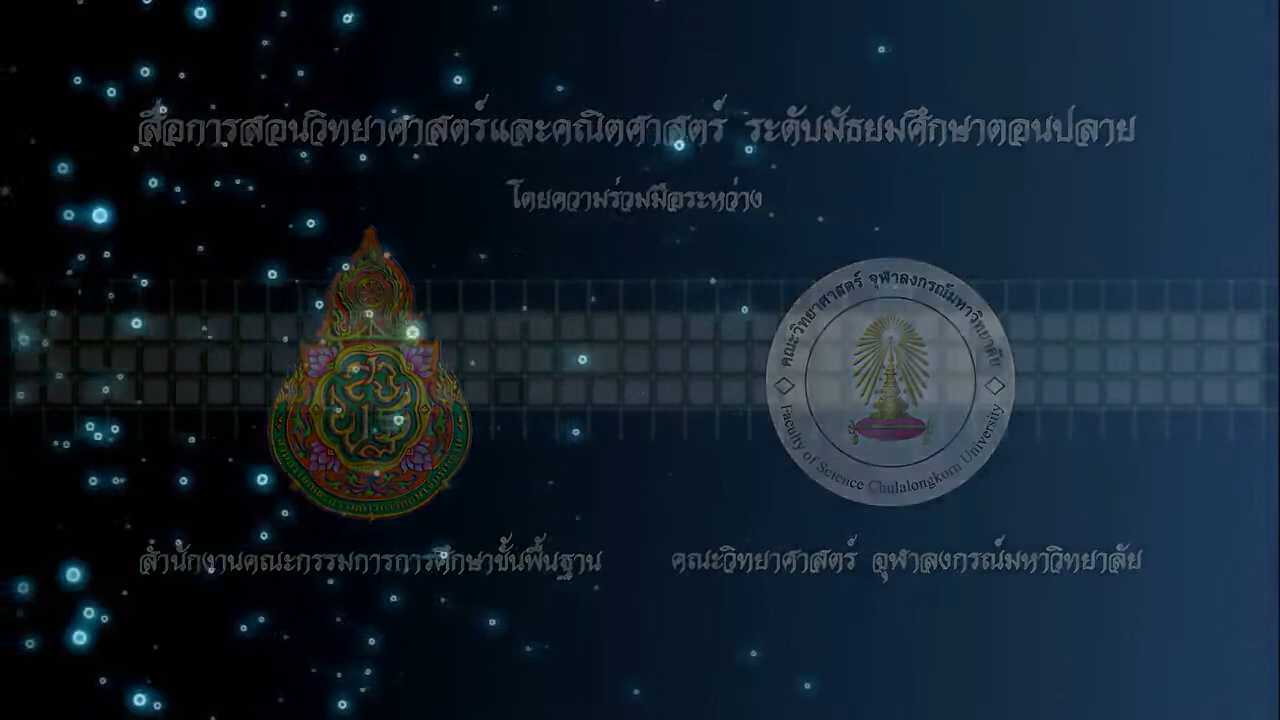 สื่อการสอนวิทยาศาสตร์และคณิตศาสตร์ ระดับมัธยมศึกษาตอนปลาย
โดยความร่วมมือระหว่าง
คณะวิทยาศาสตร์ จุฬาลงกรณ์มหาวิทยาลัย
Faculty of Science Chulalongkorn University
สำนักงานคณะกรรมการการศึกษาขั้นพื้นฐาน
คณะวิทยาศาสตร์ จุฬาลงกรณ์มหาวิทยาลัย